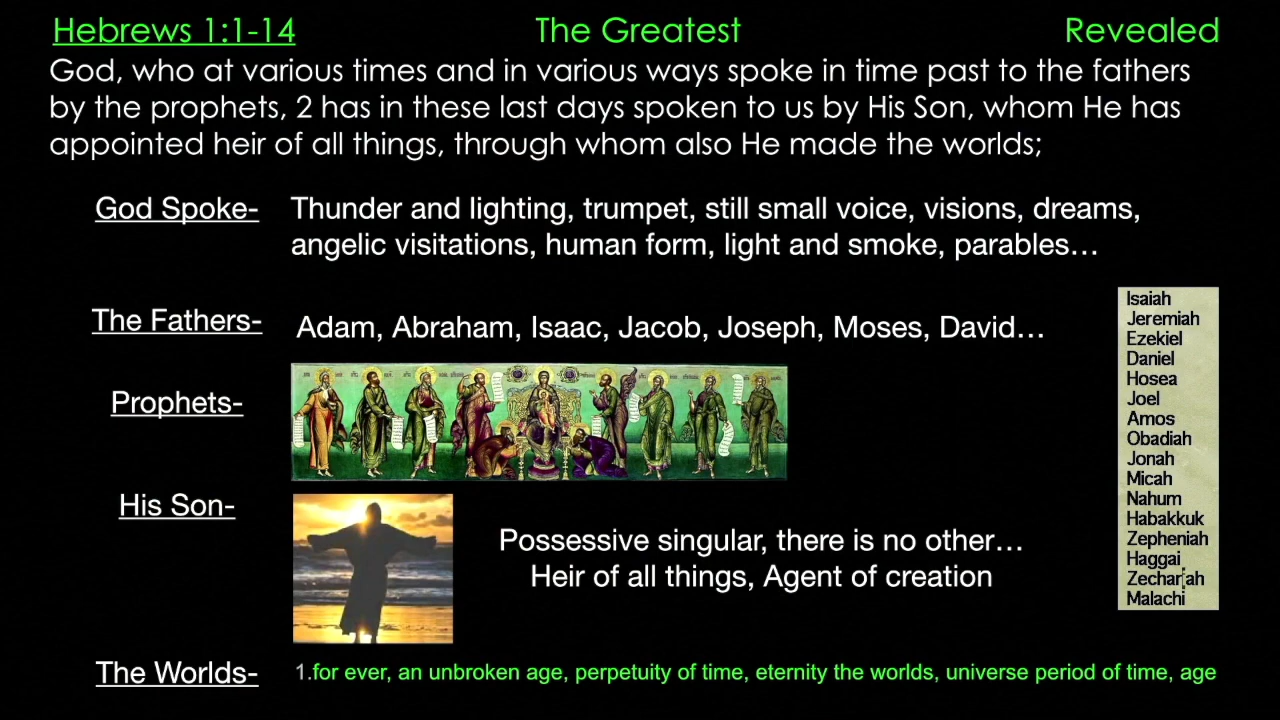 Hebrews 1:1-14 The Greatest Revealed
God, who at various times and in various ways spoke in time past to the fathers
by the prophets, 2 has in these last days spoken to us by His Son, whom He has
appointed heir of all things, through whom also He made the worlds;
God Spoke- Thunder and lighting, trumpet, still small voice, visions, dreams,
angelic visitations, human form, light and smoke, parables…
The Fathers- Adam, Abraham, Isaac, Jacob, Joseph, Moses, David…
Isaiah
Jeremiah
Ezekiel
Daniel
Hosea
Joel
Amos
Obadiah
Jonah
Micah
Nahum
Habakkuk
Zepheniah
Haggai
Zechariah
Malachi
Prophets-
His Son-
Possessive singular, there is no other…
Heir of all things, Agent of creation
The Worlds- 1.for ever, an unbroken age, perpetuity of time, eternity the worlds, universe period of time, age